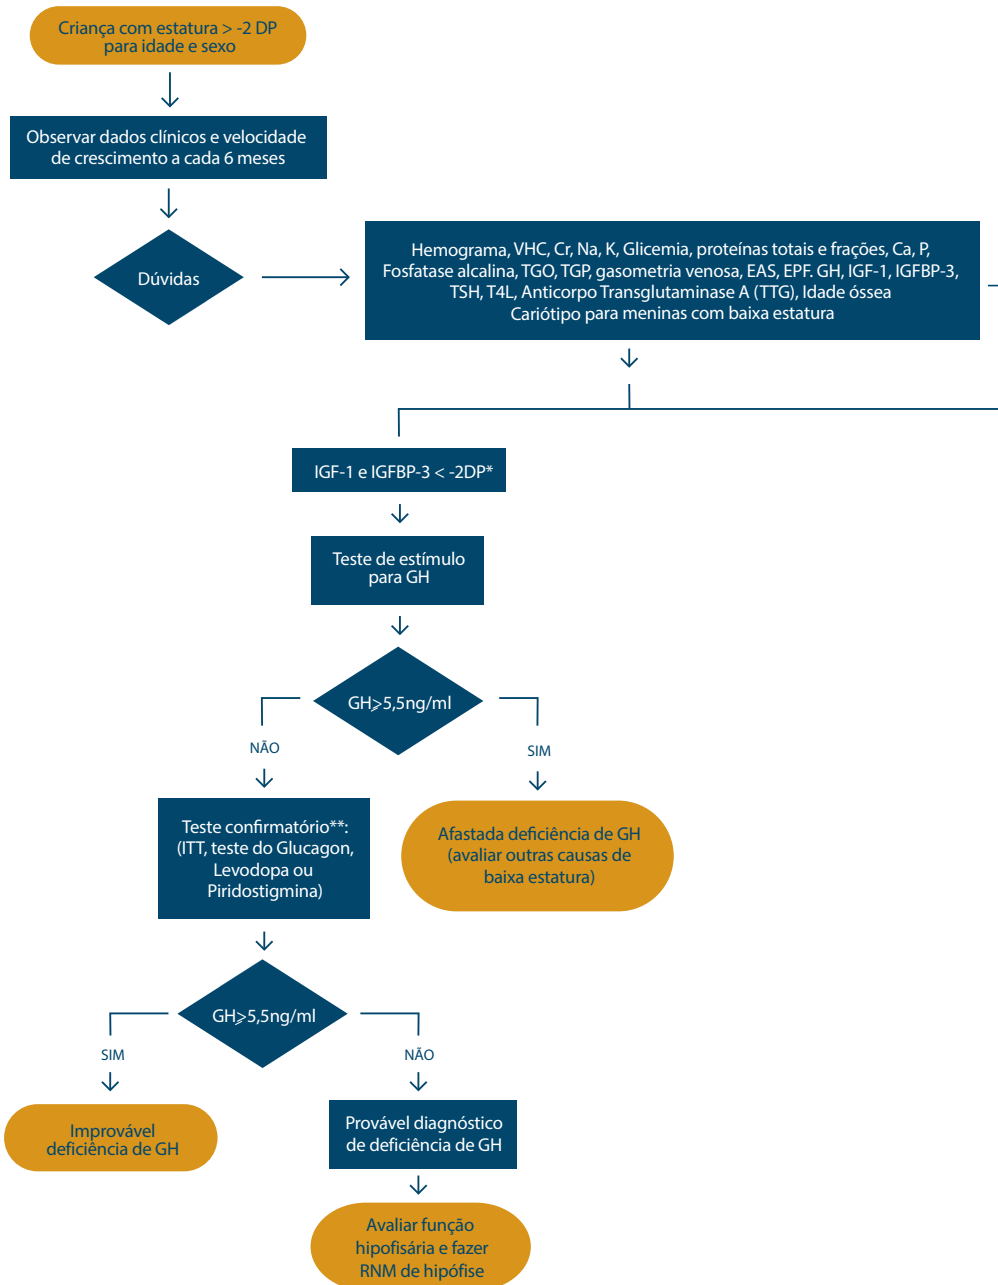 Criança com estatura > -2 DP
para idade e sexo
Observar dados clínicos e velocidade
de crescimento a cada 6 meses
Dúvidas
Hemograma, VHC, Cr, Na, K, Glicemia, proteínas totais e frações, Ca, P,
Fosfatase alcalina, TGO, TGP, gasometria venosa, EAS, EPF. GH, IGF-1, IGFBP-3,
TSH, T4L, Anticorpo Transglutaminase A (TTG), Idade óssea
Cariótipo para meninas com baixa estatura
IGF-1 e IGFBP-3 < -2DP*
Teste de estímulo
para GH
GH≥5,5ng/ml
NÃO
SIM
Teste confirmatório**:
(ITT, teste do Glucagon,
Levodopa ou
Piridostigmina)
Afastada deficiência de GH
(avaliar outras causas de
baixa estatura)
GH≥5,5ng/ml
SIM
NÃO
Improvável
deficiência de GH
Provável diagnóstico
de deficiência de GH
Avaliar função
hipofisária e fazer
RNM de hipófise